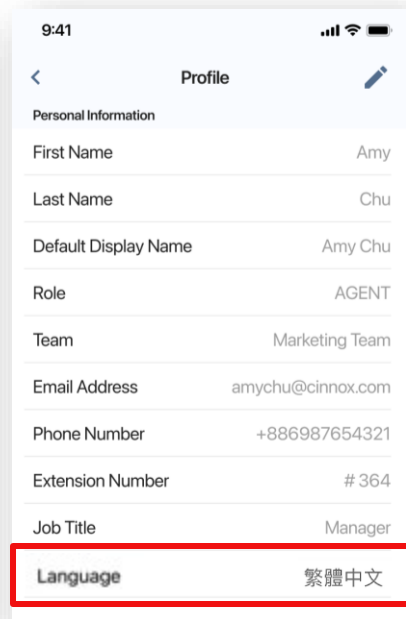 9:41
Profile
Personal Information
First Name Amy
Last Name Chu
Default Display Name Amy Chu
Role AGENT
Team Marketing Team
Email Address amychu@cinnox.com
Phone Number +886987654321
Extension Number # 364
Job Title Manager
Language 繁體中文